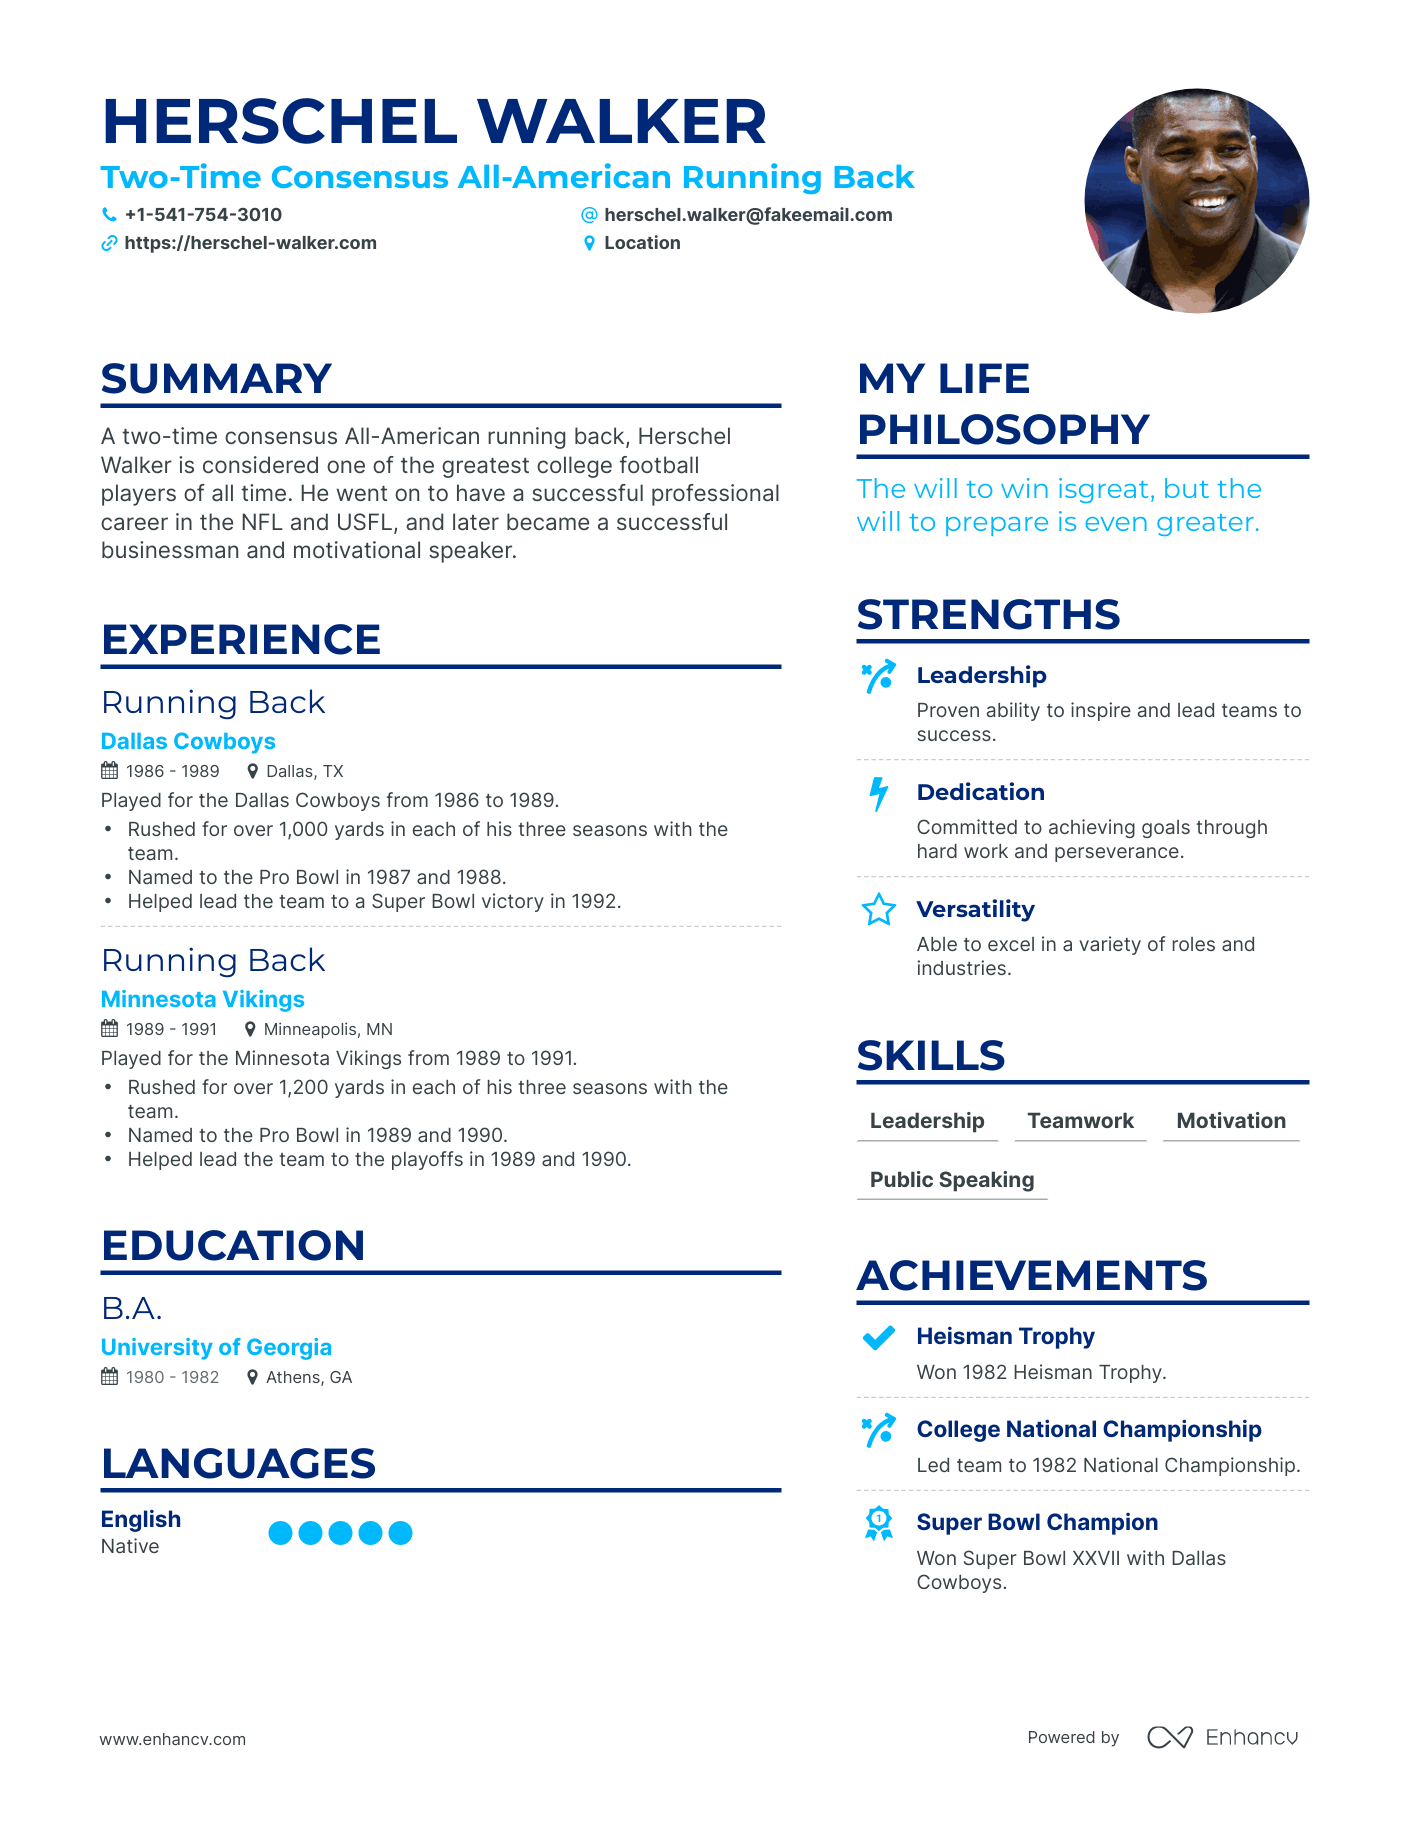 HERSCHEL WALKER
Two-Time Consensus All-American Running Back
+1-541-754-3010
@ herschel.walker@fakeemail.com
https://herschel-walker.com
Location
SUMMARY
A two-time consensus All-American running back, Herschel
Walker is considered one of the greatest college football
players of all time. He went on to have a successful professional
career in the NFL and USFL, and later became a successful
businessman and motivational speaker.
EXPERIENCE
Running Back
Dallas Cowboys
1986 - 1989 Dallas, TX
Played for the Dallas Cowboys from 1986 to 1989.
• Rushed for over 1,000 yards in each of his three seasons with the
team.
• Named to the Pro Bowl in 1987 and 1988.
• Helped lead the team to a Super Bowl victory in 1992.
Running Back
Minnesota Vikings
1989 - 1991 Minneapolis, MN
Played for the Minnesota Vikings from 1989 to 1991.
• Rushed for over 1,200 yards in each of his three seasons with the
team.
• Named to the Pro Bowl in 1989 and 1990.
• Helped lead the team to the playoffs in 1989 and 1990.
EDUCATION
B.A.
University of Georgia
1980 - 1982 Athens, GA
LANGUAGES
English
Native
MY LIFE
PHILOSOPHY
The will to win isgreat, but the
will to prepare is even greater.
STRENGTHS
Leadership
Proven ability to inspire and lead teams to
success.
Dedication
Committed to achieving goals through
hard work and perseverance.
Versatility
Able to excel in a variety of roles and
industries.
SKILLS
Leadership Teamwork Motivation
Public Speaking
ACHIEVEMENTS
Heisman Trophy
Won 1982 Heisman Trophy.
College National Championship
Led team to 1982 National Championship.
1
Super Bowl Champion
Won Super Bowl XXVII with Dallas
Cowboys.
www.enhancv.com
Powered by Enhancv